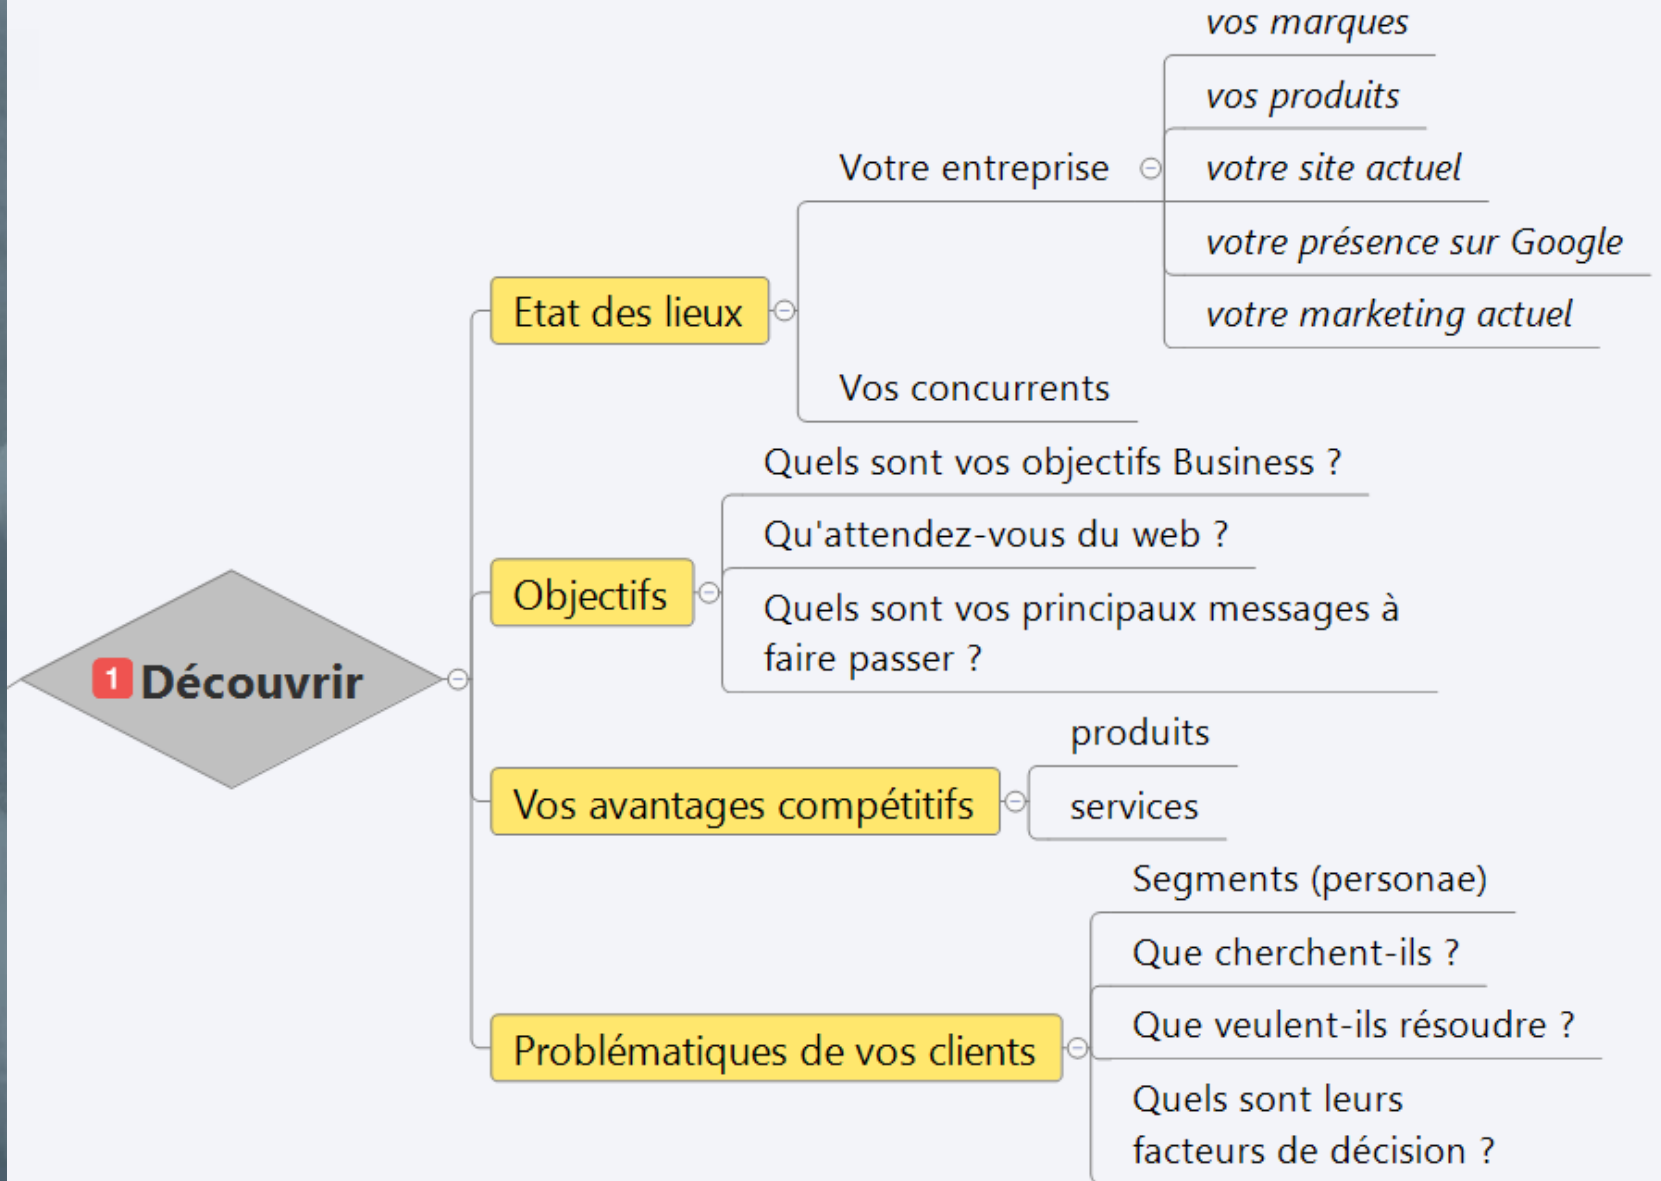 vos marques
vos produits
Votre entreprise
votre site actuel
votre présence sur Google
Etat des lieux
votre marketing actuel
Vos concurrents
Quels sont vos objectifs Business ?
Qu'attendez-vous du web ?
Objectifs
Quels sont vos principaux messages à
faire passer ?
1 Découvrir
produits
Vos avantages compétitifs
services
Segments (personae)
Que cherchent-ils ?
Problématiques de vos clients
Que veulent-ils résoudre ?
Quels sont leurs
facteurs de décision ?